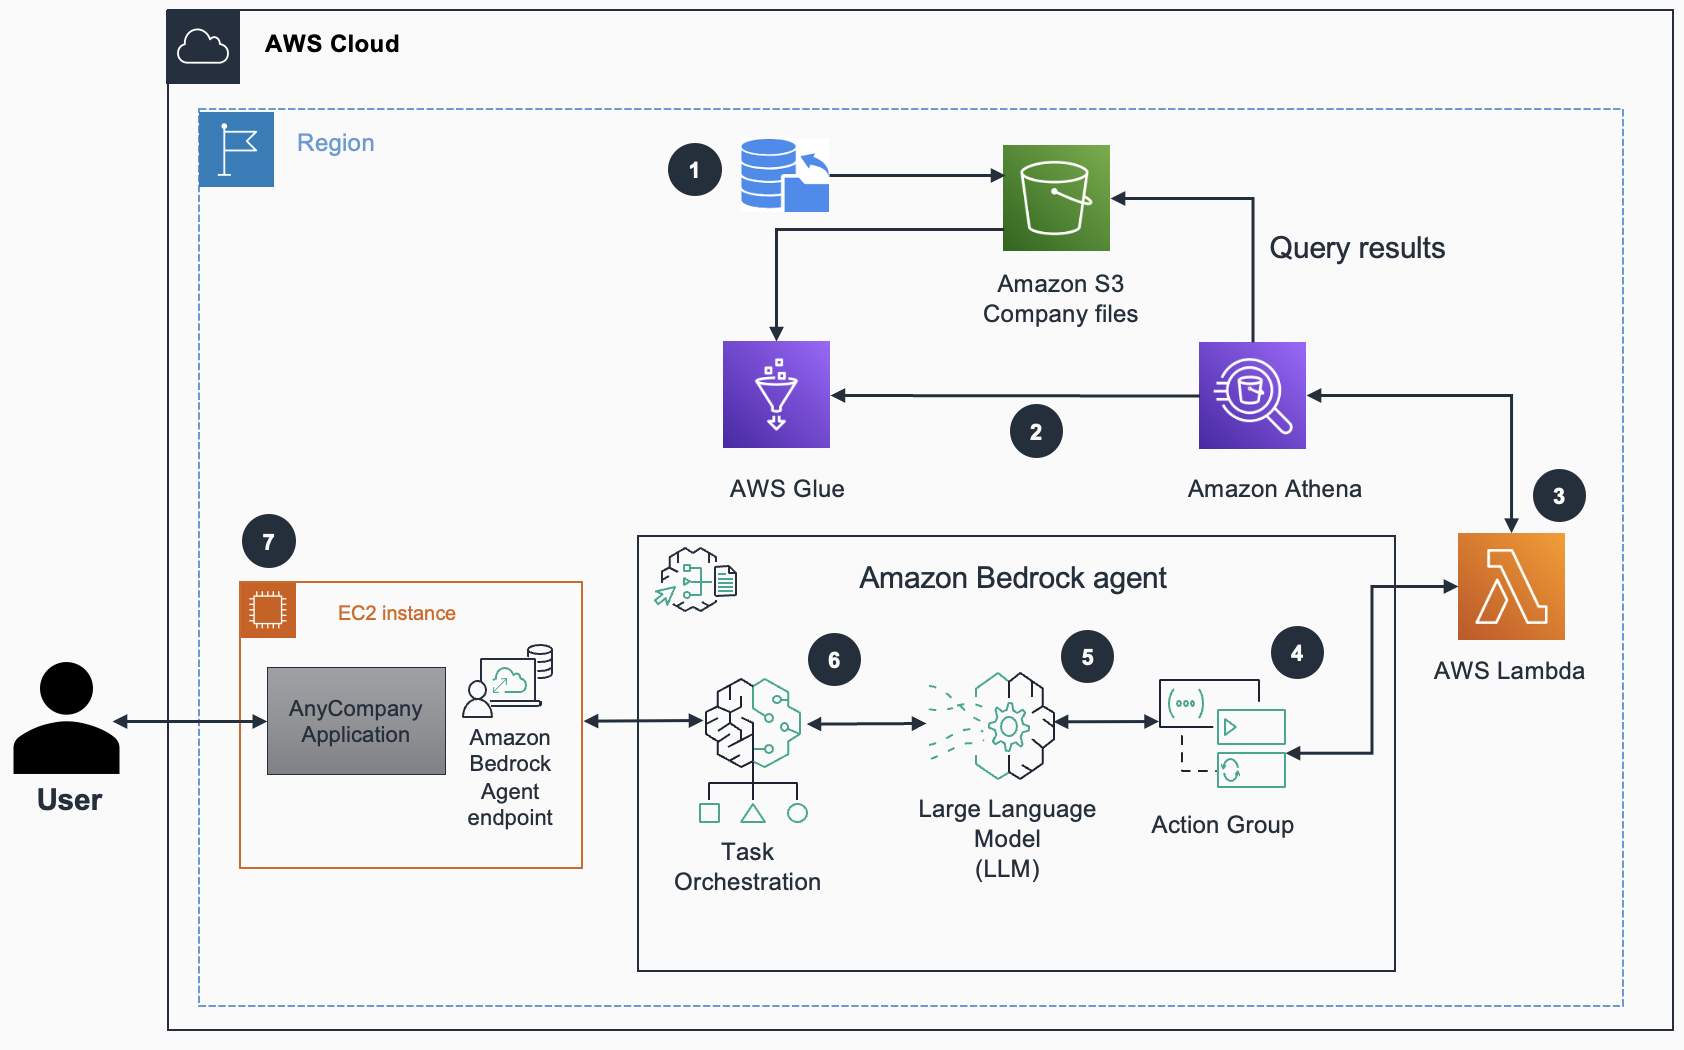 AWS Cloud
Region
1
Amazon S3
Company files
Query results
AWS Glue
2
Amazon Athena
3
AWS Lambda
7
EC2 instance
AnyCompany
Application
Amazon
Bedrock
Agent
endpoint
User
Amazon Bedrock agent
6
5
4
Task
Orchestration
Large Language
Model
(LLM)
Action Group